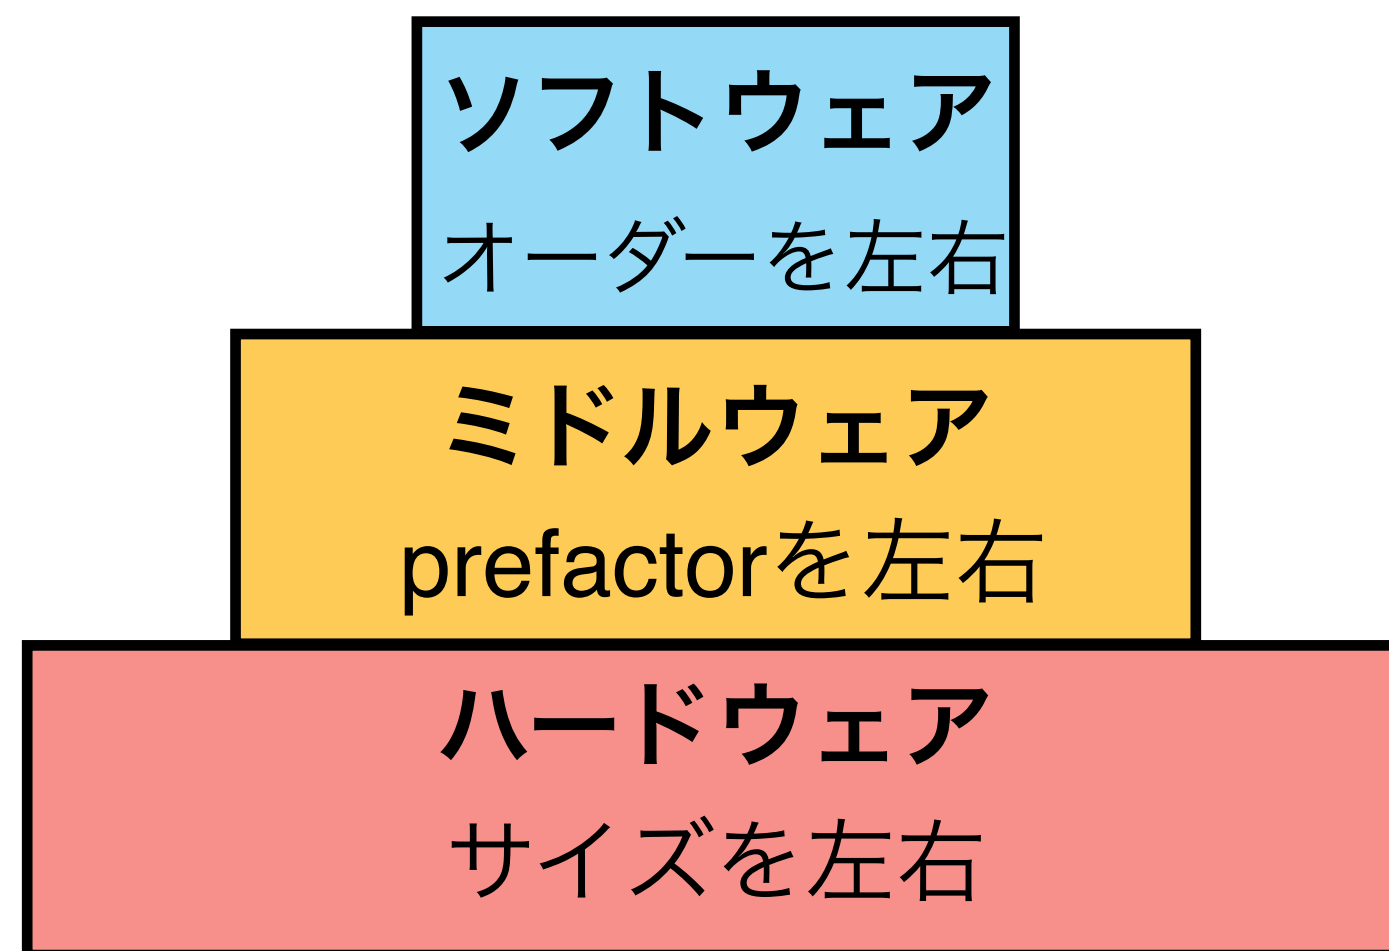 ソフトウェア
オーダーを左右
ミドルウェア
prefactorを左右
ハードウェア
サイズを左右